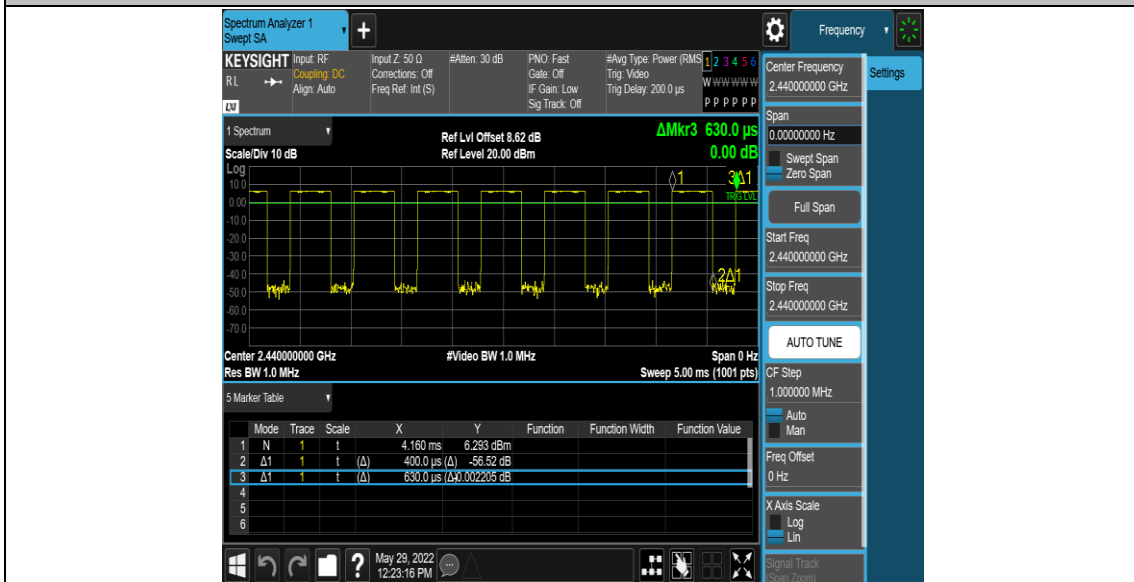 Spectrum Analyzer 1
Swept SA
+
Frequency
KEYSIGHT
RL
LXI
Input: RF
Coupling: DC
Align: Auto
Input Z: 50 Ω
Corrections: Off
Freq Ref: Int (S)
#Atten: 30 dB
PNO: Fast
Gate: Off
IF Gain: Low
Sig Track: Off
#Avg Type: Power (RMS
Trig: Video
Trig Delay: 200.0 µs
1 2 3 4 5 6
W W W W W W
P P P P P P
Center Frequency
2.440000000 GHz
Settings
Span
0.00000000 Hz
Swept Span
Zero Span
Full Span
Start Freq
2.440000000 GHz
Stop Freq
2.440000000 GHz
AUTO TUNE
CF Step
1.000000 MHz
Auto
Man
Freq Offset
0 Hz
X Axis Scale
Log
Lin
Signal Track
(Span Zoom)
1 Spectrum
Scale/Div 10 dB
Ref Lvl Offset 8.62 dB
Ref Level 20.00 dBm
ΔMkr3 630.0 µs
0.00 dB
Log
10.0
0.00
-10.0
-20.0
-30.0
-40.0
-50.0
-60.0
-70.0
1
3Δ1
TRIG LVL
2Δ1
Center 2.440000000 GHz
#Video BW 1.0 MHz
Span 0 Hz
Res BW 1.0 MHz
Sweep 5.00 ms (1001 pts)
5 Marker Table
Mode Trace Scale X Y Function Function Width Function Value
1 N 1 t 4.160 ms 6.293 dBm
2 Δ1 1 t (Δ) 400.0 µs (Δ) -56.52 dB
3 Δ1 1 t (Δ) 630.0 µs (Δ) -0.002205 dB
4
5
6
?
May 29, 2022
12:23:16 PM